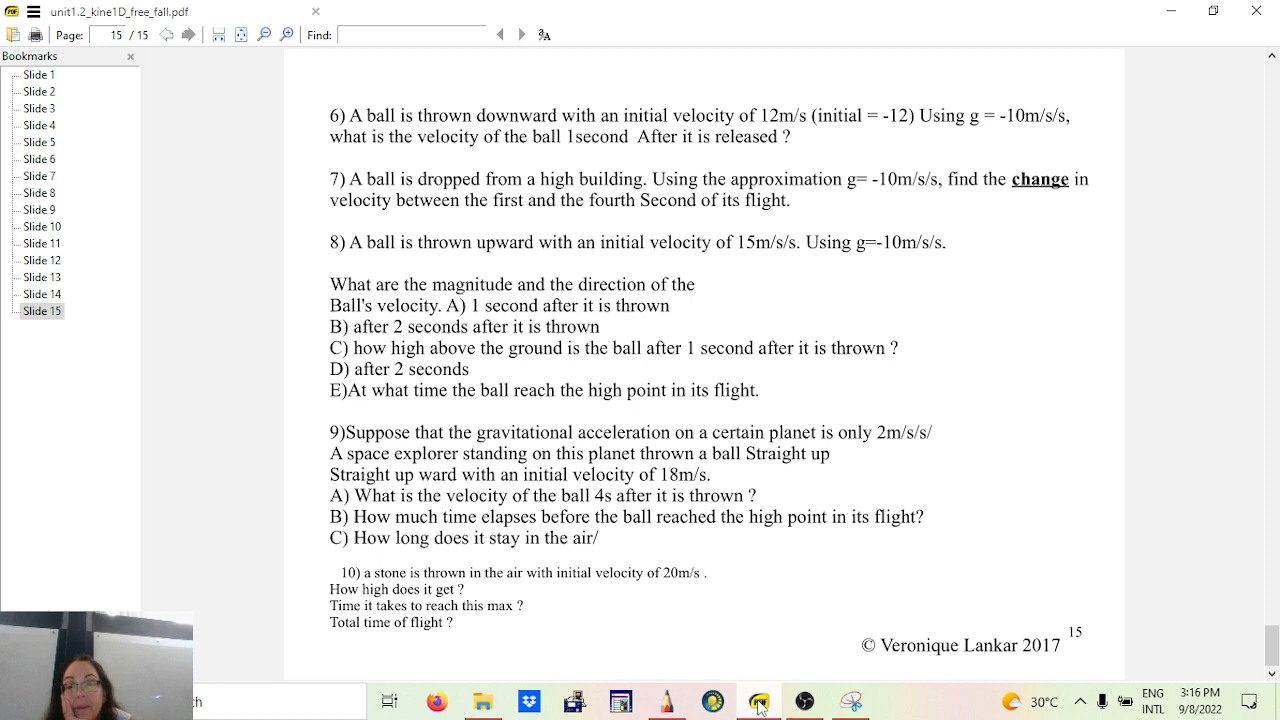 unit1.2_kine1D_free_fall.pdf
Page: 15 / 15 Find:
Bookmarks
Slide 1
Slide 2
Slide 3
Slide 4
Slide 5
Slide 6
Slide 7
Slide 8
Slide 9
Slide 10
Slide 11
Slide 12
Slide 13
Slide 14
Slide 15
6) A ball is thrown downward with an initial velocity of 12m/s (initial = -12) Using g = -10m/s/s,
what is the velocity of the ball 1second After it is released ?
7) A ball is dropped from a high building. Using the approximation g= -10m/s/s, find the change in
velocity between the first and the fourth Second of its flight.
8) A ball is thrown upward with an initial velocity of 15m/s/s. Using g=-10m/s/s.
What are the magnitude and the direction of the
Ball's velocity. A) 1 second after it is thrown
B) after 2 seconds after it is thrown
C) how high above the ground is the ball after 1 second after it is thrown ?
D) after 2 seconds
E)At what time the ball reach the high point in its flight.
9)Suppose that the gravitational acceleration on a certain planet is only 2m/s/s/
A space explorer standing on this planet thrown a ball Straight up
Straight up ward with an initial velocity of 18m/s.
A) What is the velocity of the ball 4s after it is thrown ?
B) How much time elapses before the ball reached the high point in its flight?
C) How long does it stay in the air/
10) a stone is thrown in the air with initial velocity of 20m/s .
How high does it get ?
Time it takes to reach this max ?
Total time of flight ?
15
© Veronique Lankar 2017
rch
30°C
ENG
INTL
3:16 PM
9/8/2022